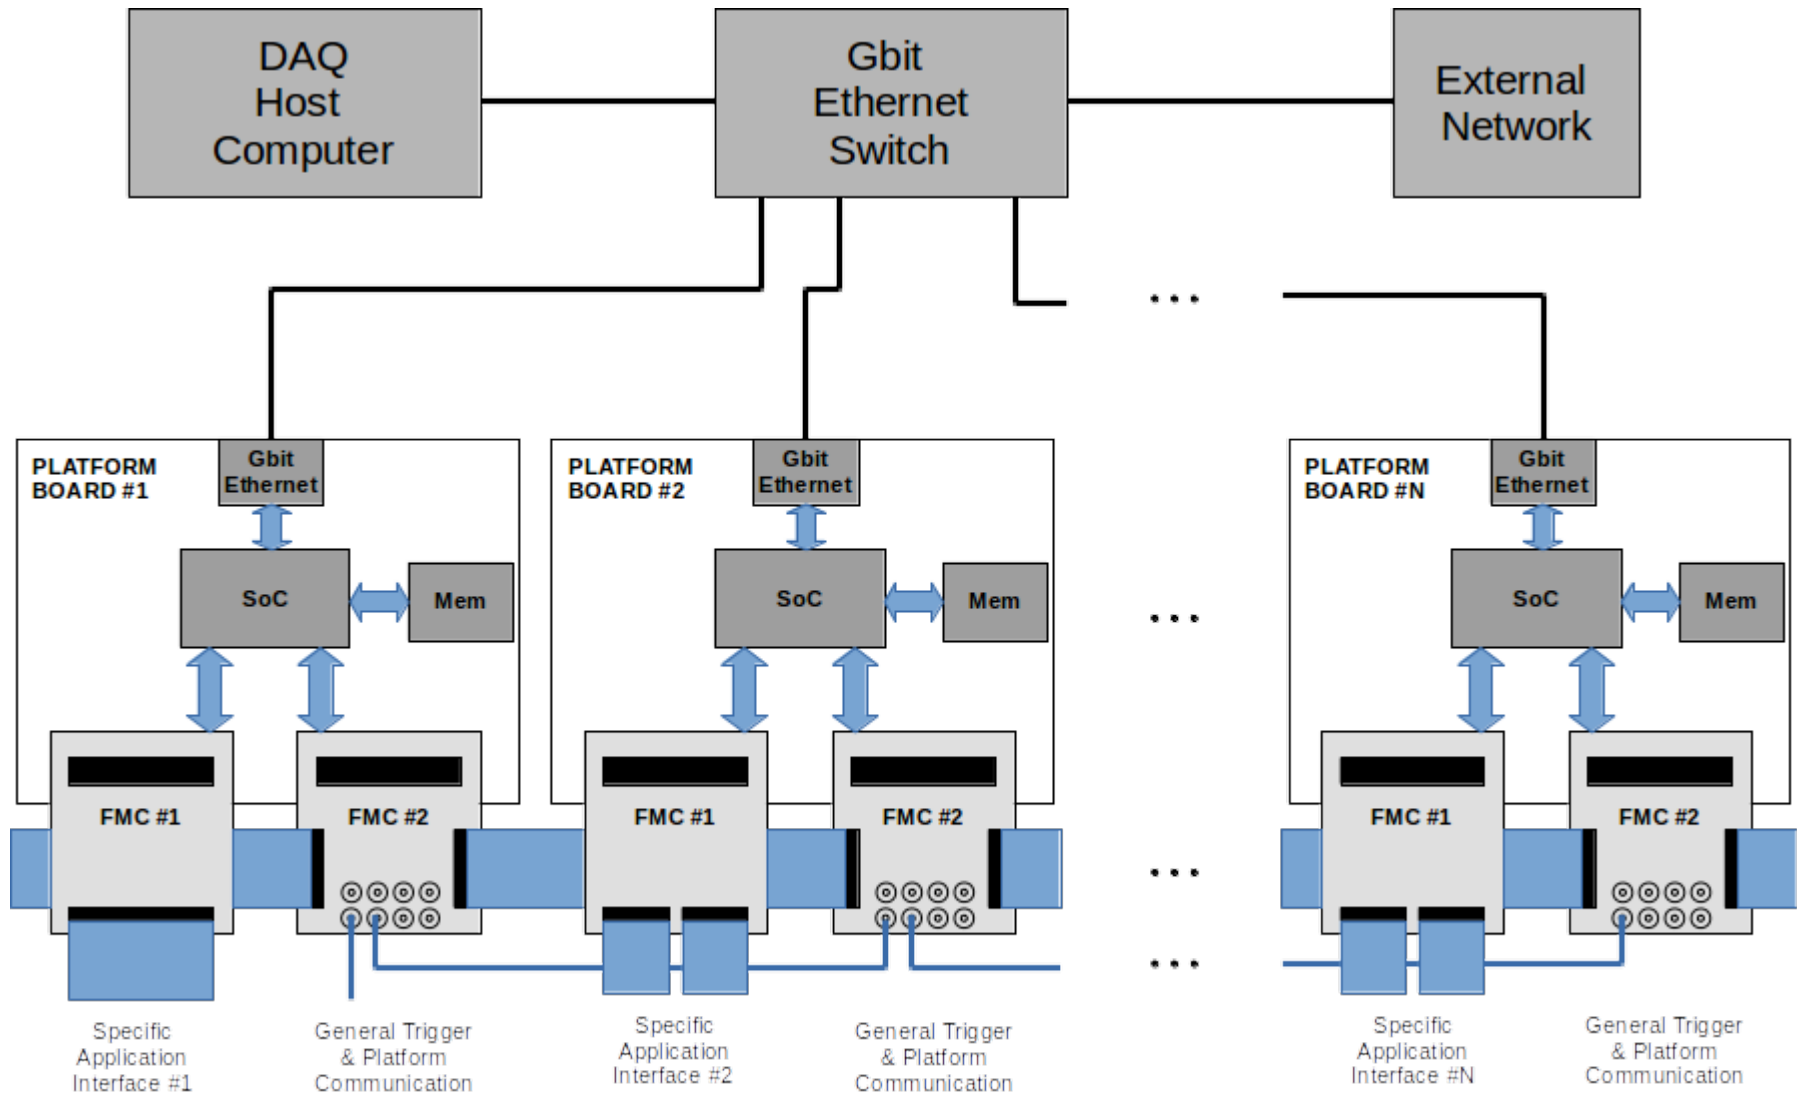 DAQ
Host
Computer
Gbit
Ethernet
Switch
External
Network
...
PLATFORM
BOARD #1
Gbit
Ethernet
SoC
Mem
FMC #1
FMC #2
PLATFORM
BOARD #2
Gbit
Ethernet
SoC
Mem
FMC #1
FMC #2
...
...
...
PLATFORM
BOARD #N
Gbit
Ethernet
SoC
Mem
FMC #1
FMC #2
Specific
Application
Interface #1
General Trigger
& Platform
Communication
Specific
Application
Interface #2
General Trigger
& Platform
Communication
Specific
Application
Interface #N
General Trigger
& Platform
Communication